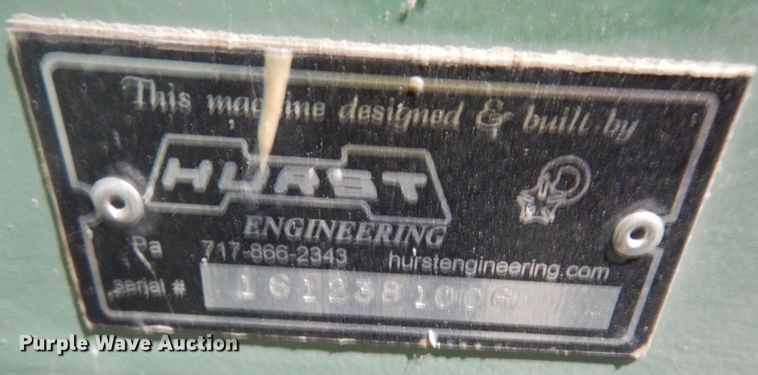 This machine designed & built by
HURST
ENGINEERING
Pa 717-866-2343 hurstengineering.com
serial #
Purple Wave Auction